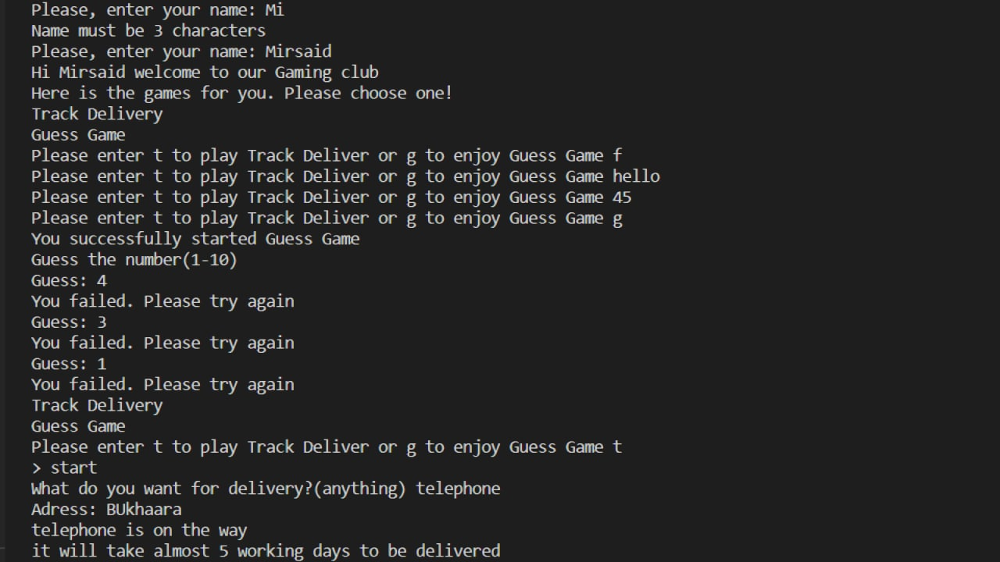 Please, enter your name: Mi
Name must be 3 characters
Please, enter your name: Mirsaid
Hi Mirsaid welcome to our Gaming club
Here is the games for you. Please choose one!
Track Delivery
Guess Game
Please enter t to play Track Deliver or g to enjoy Guess Game f
Please enter t to play Track Deliver or g to enjoy Guess Game hello
Please enter t to play Track Deliver or g to enjoy Guess Game 45
Please enter t to play Track Deliver or g to enjoy Guess Game g
You successfully started Guess Game
Guess the number(1-10)
Guess: 4
You failed. Please try again
Guess: 3
You failed. Please try again
Guess: 1
You failed. Please try again
Track Delivery
Guess Game
Please enter t to play Track Deliver or g to enjoy Guess Game t
> start
What do you want for delivery?(anything) telephone
Adress: BUkhaara
telephone is on the way
it will take almost 5 working days to be delivered